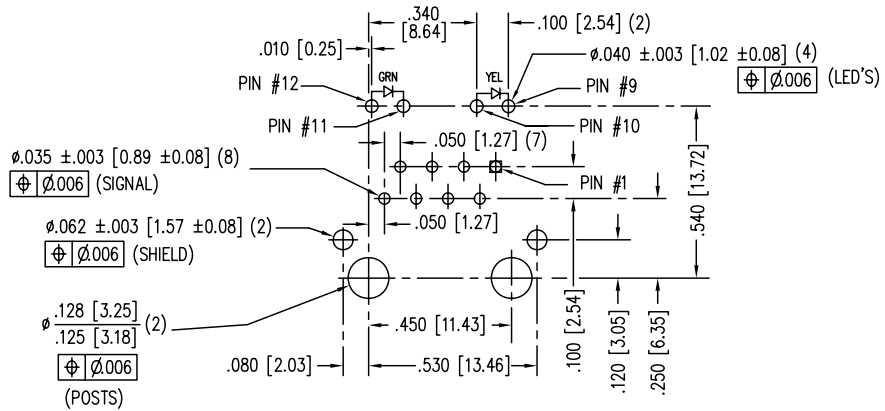 .340
[8.64]
.100 [2.54] (2)
.010 [0.25]
ø.040 ±.003 [1.02 ±0.08] (4)
⌖ Ø.006 (LED'S)
GRN
YEL
PIN #12
PIN #9
PIN #11
PIN #10
.050 [1.27] (7)
ø.035 ±.003 [0.89 ±0.08] (8)
⌖ Ø.006 (SIGNAL)
PIN #1
.540 [13.72]
ø.062 ±.003 [1.57 ±0.08] (2)
⌖ Ø.006 (SHIELD)
.050 [1.27]
ø .128 [3.25]
.125 [3.18] (2)
⌖ Ø.006
(POSTS)
.450 [11.43]
.080 [2.03]
.530 [13.46]
.100 [2.54]
.120 [3.05]
.250 [6.35]